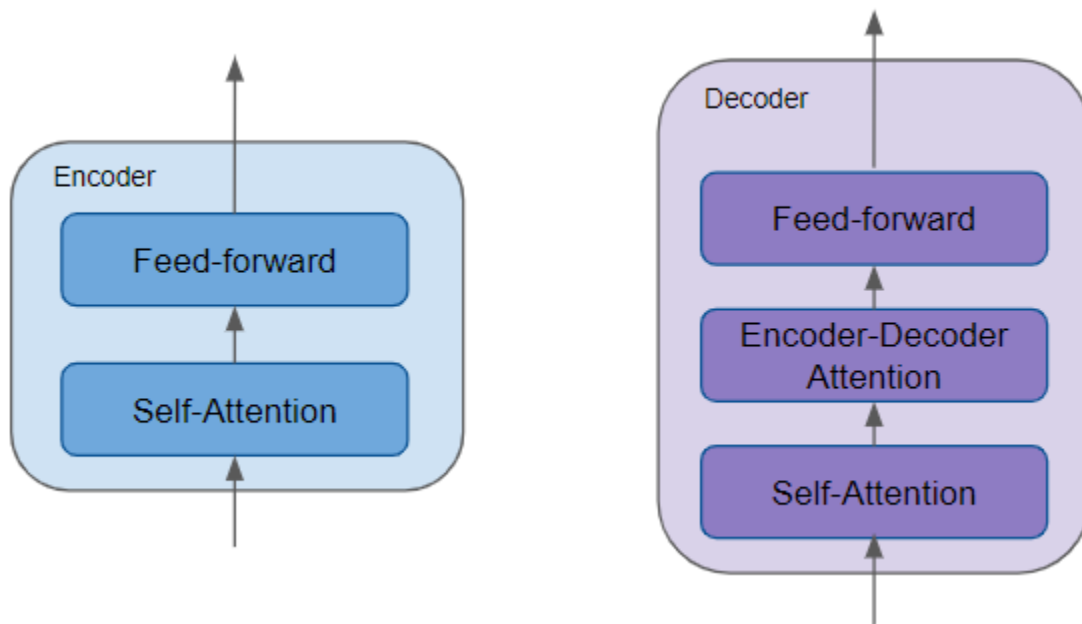 Encoder
Feed-forward
Self-Attention
Decoder
Feed-forward
Encoder-Decoder
Attention
Self-Attention